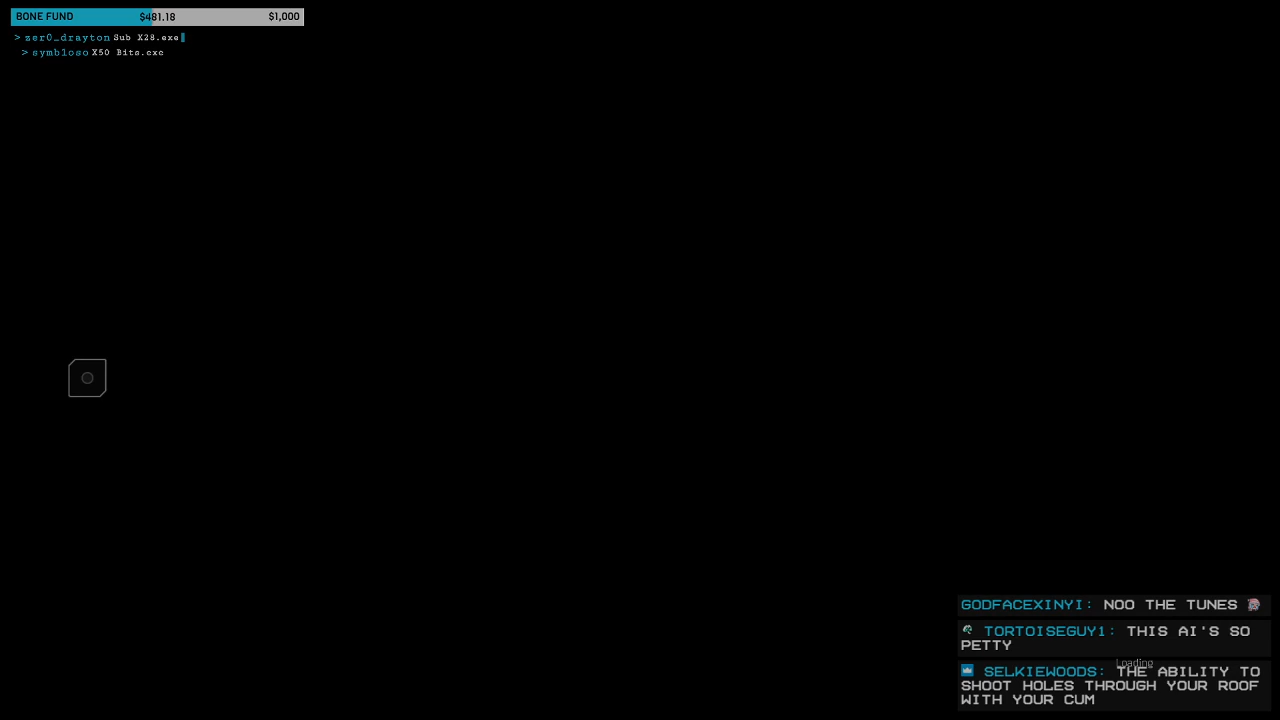 BONE FUND $481.18 $1,000
> zer0_drayton Sub X28.exe
> symbloso X50 Bits.exe
GODFACEXINYI: NOO THE TUNES
TORTOISEGUY1: THIS AI'S SO
PETTY
Loading
SELKIEWOODS: THE ABILITY TO
SHOOT HOLES THROUGH YOUR ROOF
WITH YOUR CUM